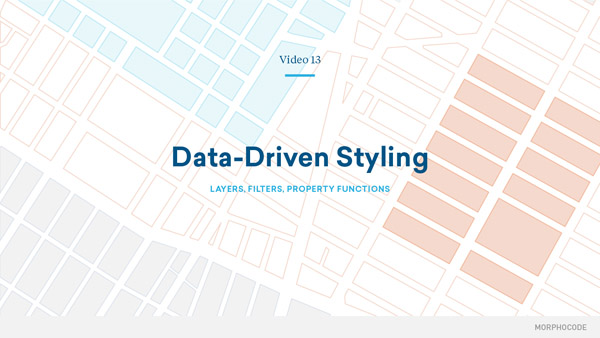 Video 13
Data-Driven Styling
LAYERS, FILTERS, PROPERTY FUNCTIONS
MORPHOCODE